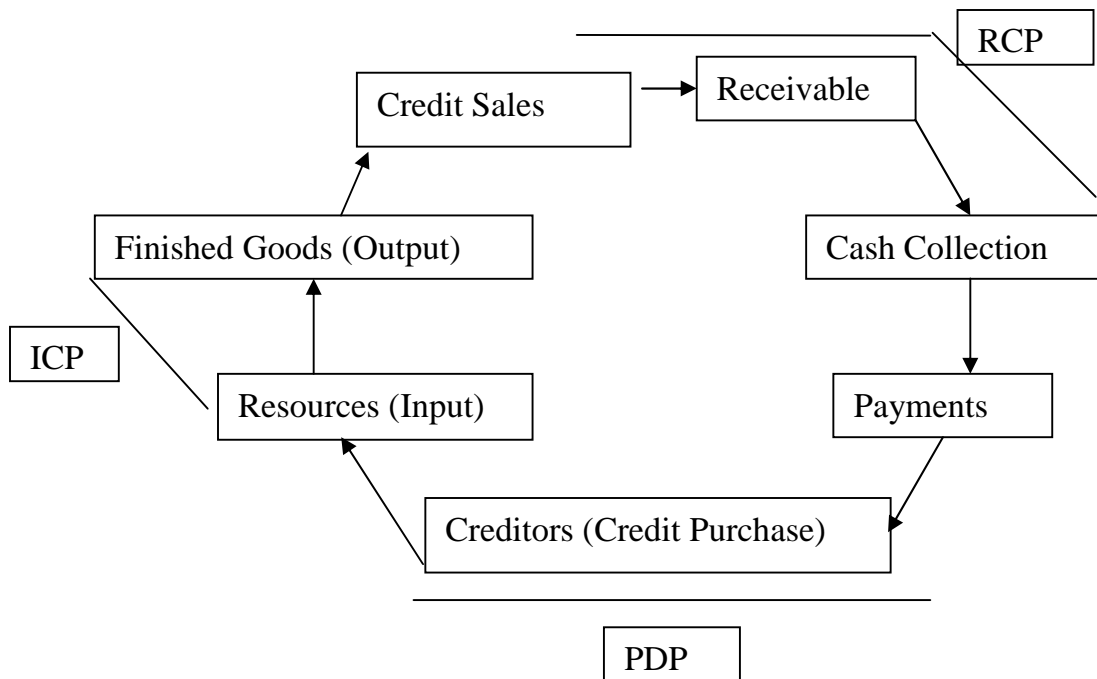 RCP
Credit Sales
Receivable
Finished Goods (Output)
Cash Collection
ICP
Resources (Input)
Payments
Creditors (Credit Purchase)
PDP